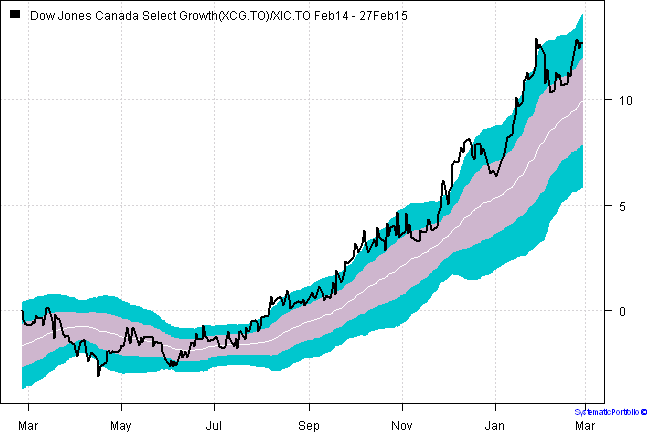 Dow Jones Canada Select Growth(XCG.TO)/XIC.TO Feb14 - 27Feb15
10
5
0
Mar May Jul Sep Nov Jan Mar
SystematicPortfolio ©